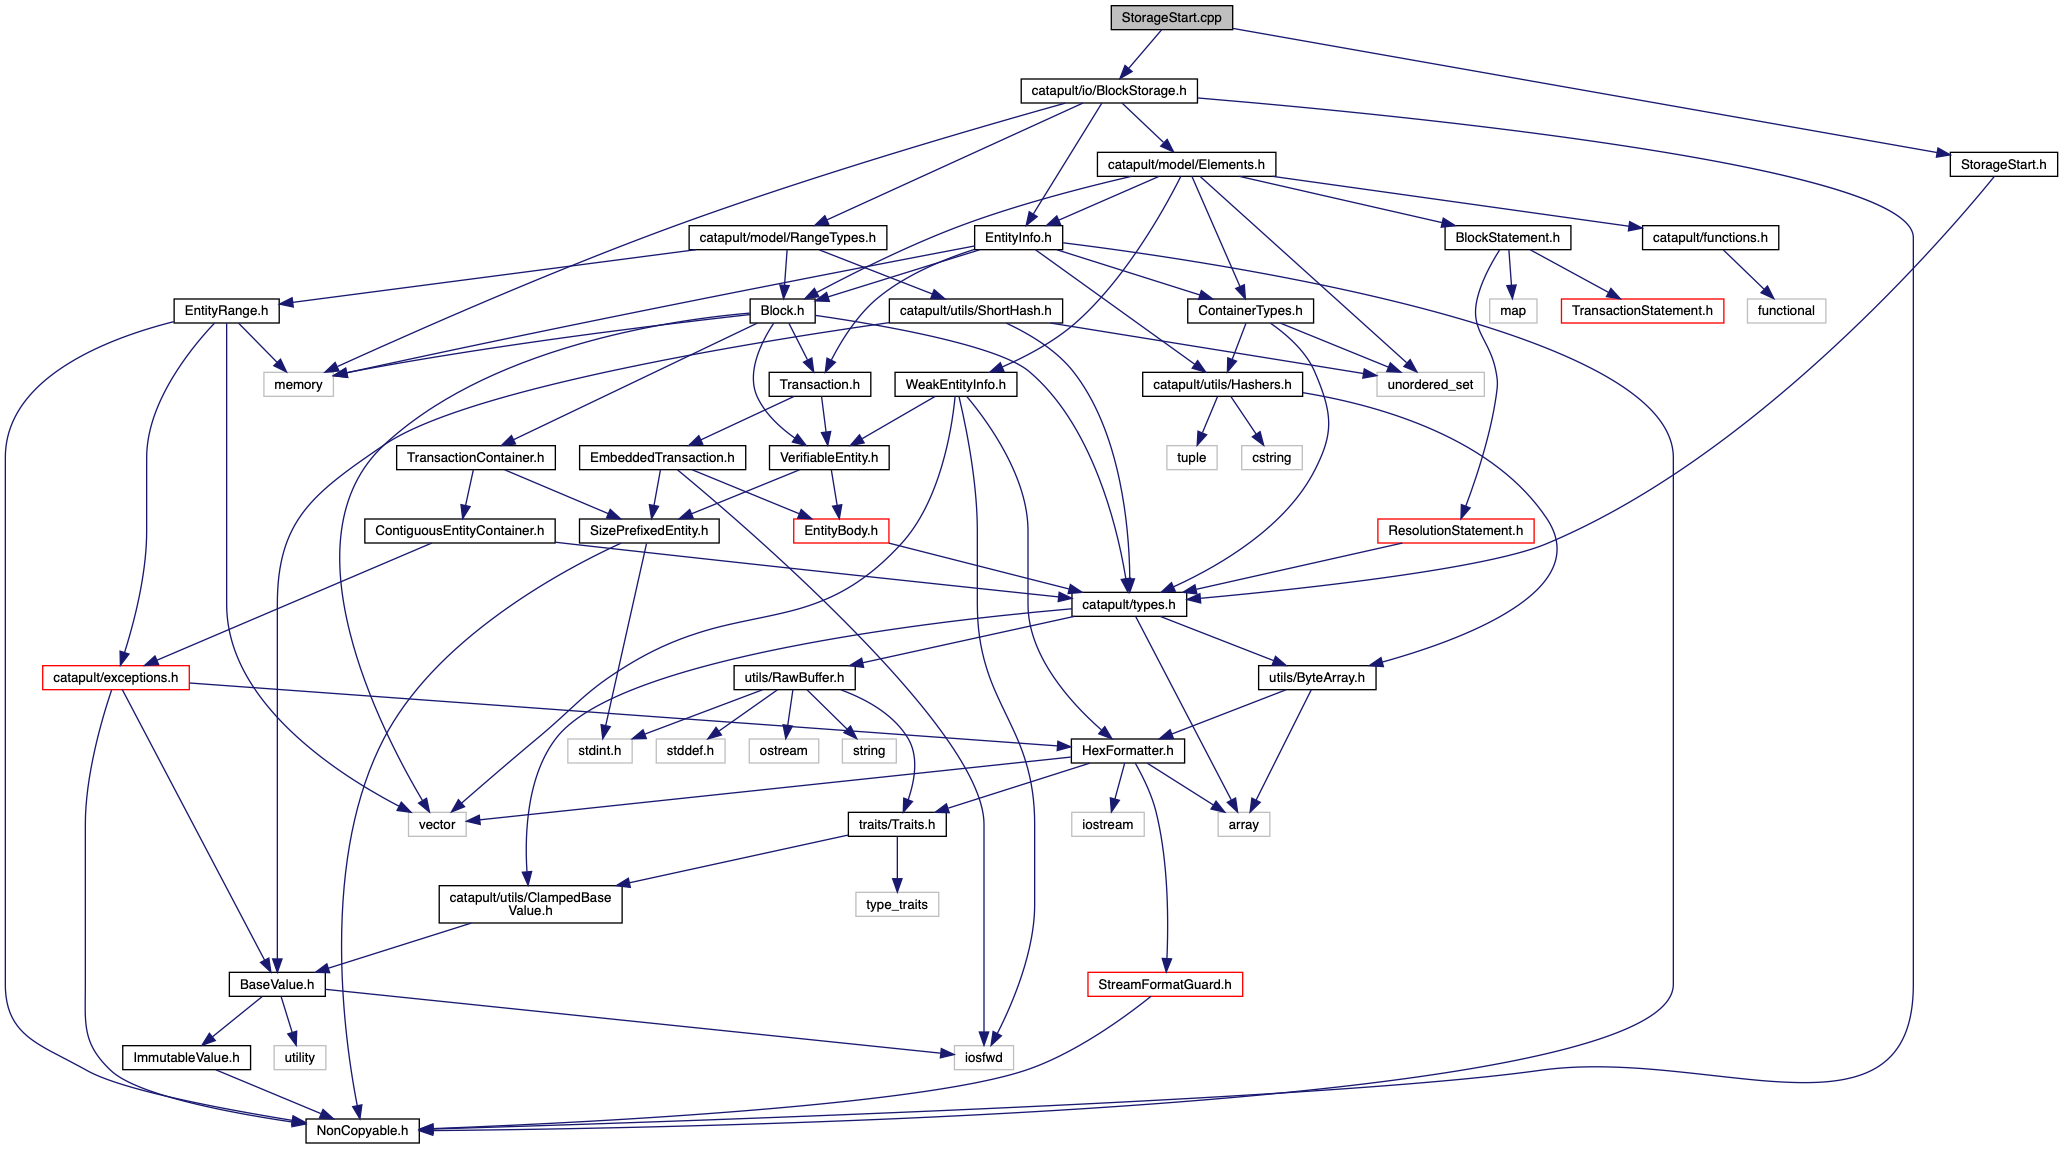 StorageStart.cpp
catapult/io/BlockStorage.h
catapult/model/Elements.h
StorageStart.h
catapult/model/RangeTypes.h
EntityInfo.h
BlockStatement.h
catapult/functions.h
EntityRange.h
Block.h
catapult/utils/ShortHash.h
ContainerTypes.h
map
TransactionStatement.h
functional
memory
Transaction.h
WeakEntityInfo.h
catapult/utils/Hashers.h
unordered_set
TransactionContainer.h
EmbeddedTransaction.h
VerifiableEntity.h
tuple
cstring
ContiguousEntityContainer.h
SizePrefixedEntity.h
EntityBody.h
ResolutionStatement.h
catapult/types.h
catapult/exceptions.h
utils/RawBuffer.h
utils/ByteArray.h
stdint.h
stddef.h
ostream
string
HexFormatter.h
vector
traits/Traits.h
iostream
array
catapult/utils/ClampedBase
Value.h
type_traits
BaseValue.h
StreamFormatGuard.h
ImmutableValue.h
utility
iosfwd
NonCopyable.h